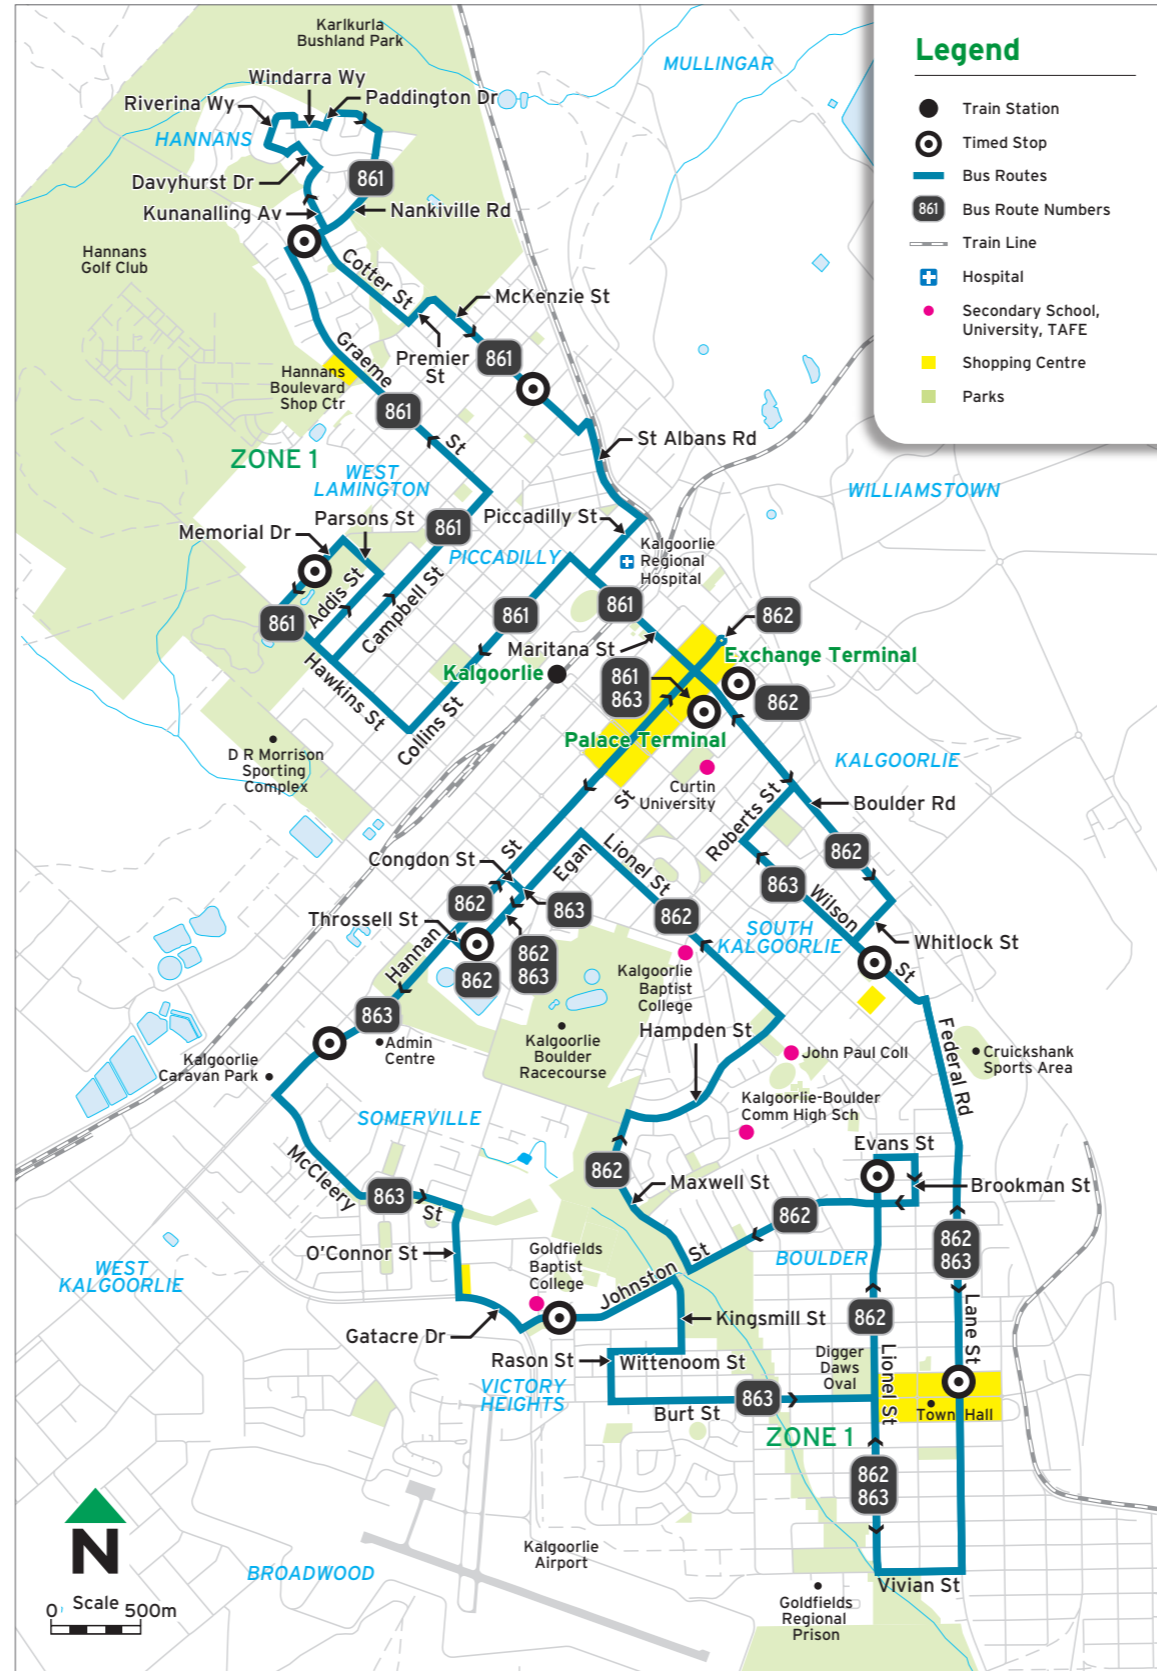 Karlkurla
Bushland Park
MULLINGAR
Windarra Wy
Riverina Wy
Paddington Dr
HANNANS
Davyhurst Dr
861
Kunanalling Av
Nankiville Rd
Hannans
Golf Club
Cotter St
McKenzie St
Premier
St
861
Graeme
St
Hannans
Boulevard
Shop Ctr
861
St Albans Rd
ZONE 1
WEST
LAMINGTON
WILLIAMSTOWN
Memorial Dr
Parsons St
861
Piccadilly St
PICCADILLY
Kalgoorlie
Regional
Hospital
Addis St
Campbell St
861
861
861
862
Maritana St
Hawkins St
Kalgoorlie
Exchange Terminal
861
863
862
Collins St
Palace Terminal
D R Morrison
Sporting
Complex
KALGOORLIE
Curtin
University
St
Roberts St
Boulder Rd
Congdon St
St
Egan
Lionel St
862
863
Wilson
St
862
863
862
Throssell St
SOUTH
KALGOORLIE
Whitlock St
Hannan
862
862
863
Kalgoorlie
Baptist
College
863
Admin
Centre
Kalgoorlie
Boulder
Racecourse
Hampden St
John Paul Coll
Federal Rd
Cruickshank
Sports Area
Kalgoorlie
Caravan Park
SOMERVILLE
Kalgoorlie-Boulder
Comm High Sch
Evans St
McCleery
St
863
862
Maxwell St
Brookman St
862
O'Connor St
Goldfields
Baptist
College
Johnston St
BOULDER
862
863
WEST
KALGOORLIE
Gatacre Dr
Kingsmill St
862
Lane St
Rason St
Wittenoom St
Digger
Daws
Oval
Lionel St
VICTORY
HEIGHTS
863
Burt St
Town Hall
ZONE 1
862
863
N
Scale
0
500m
BROADWOOD
Kalgoorlie
Airport
Vivian St
Goldfields
Regional
Prison
Legend
Train Station
Timed Stop
Bus Routes
861
Bus Route Numbers
Train Line
Hospital
Secondary School,
University, TAFE
Shopping Centre
Parks